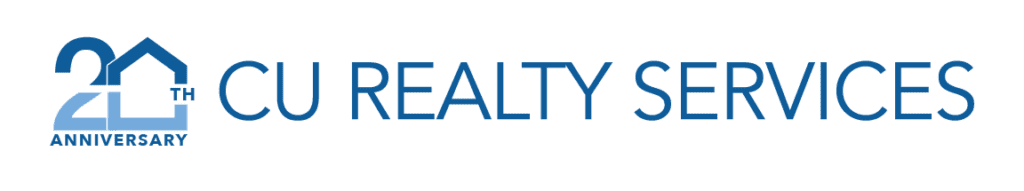 20TH
ANNIVERSARY
CU REALTY SERVICES